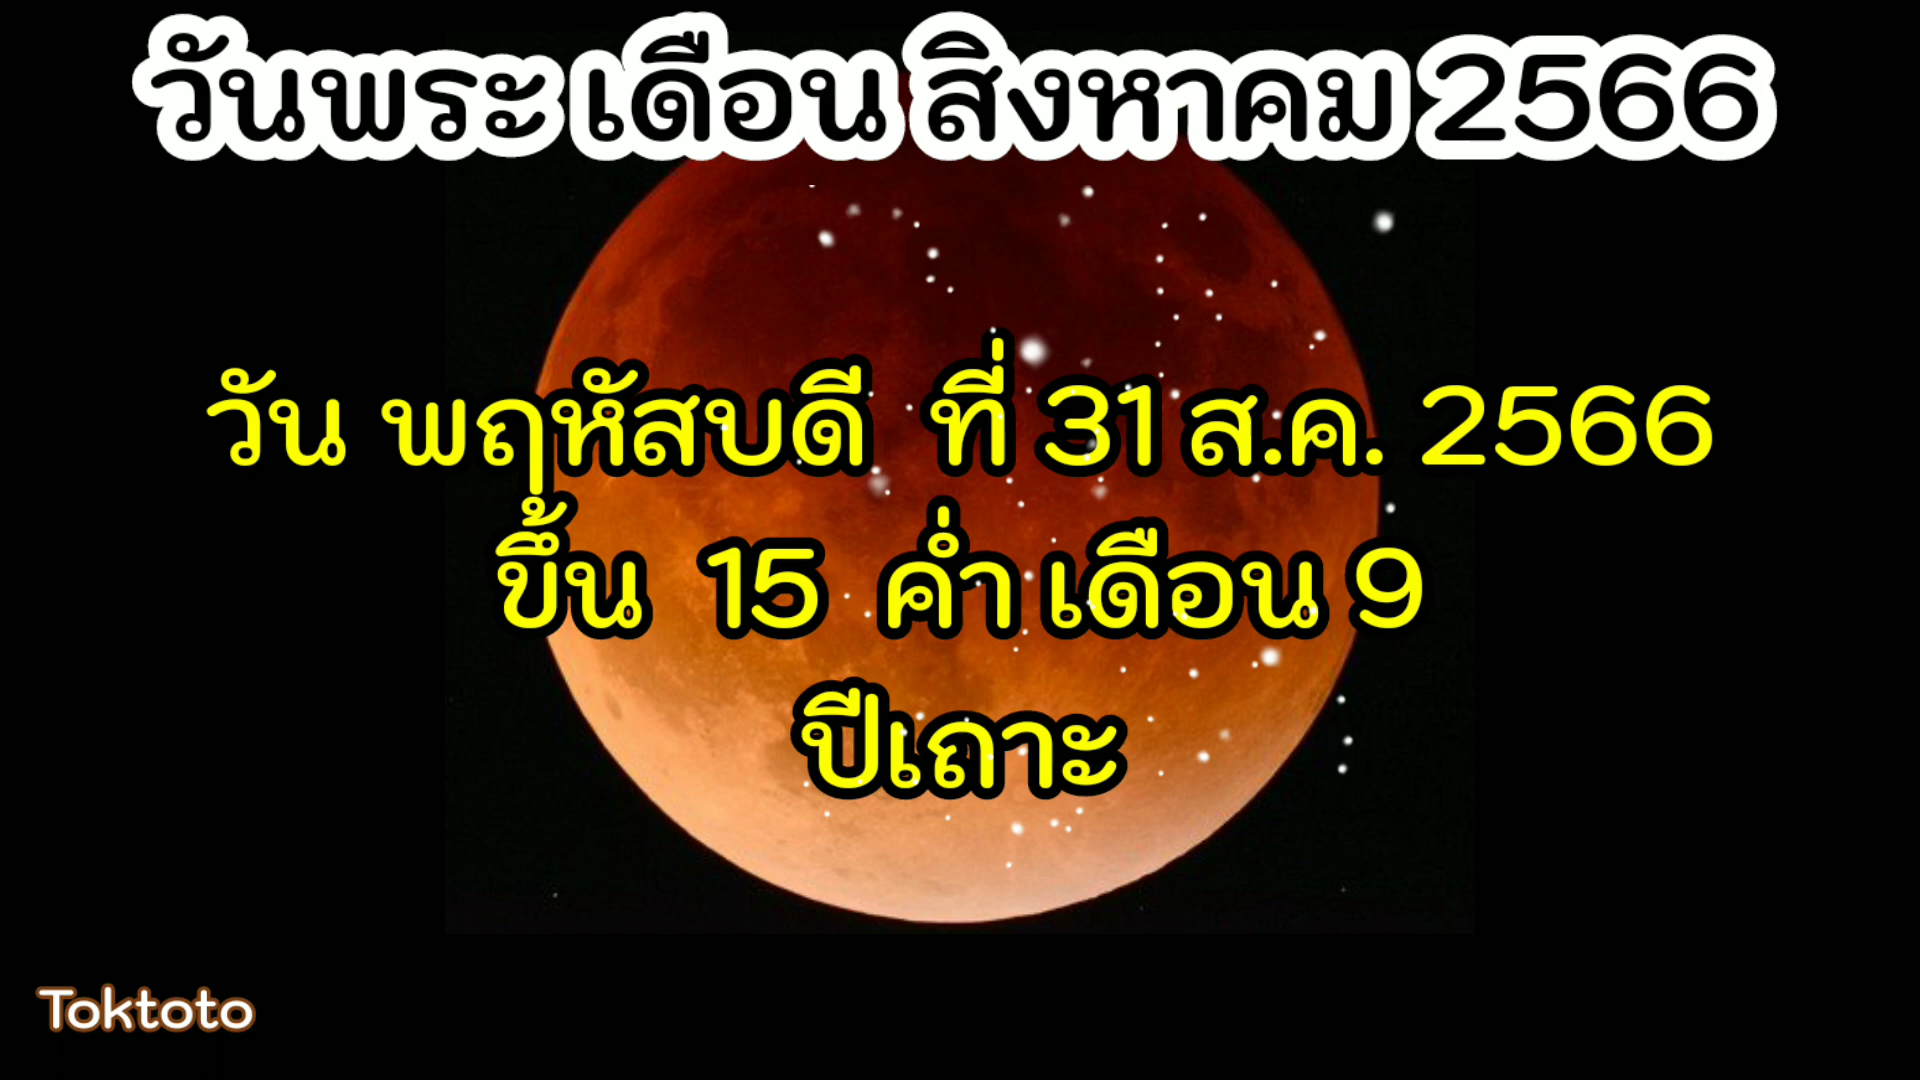 วันพระ เดือน สิงหาคม 2566
วัน พฤหัสบดี ที่ 31 ส.ค. 2566
ขึ้น 15 ค่ำ เดือน 9
ปีเถาะ
Toktoto